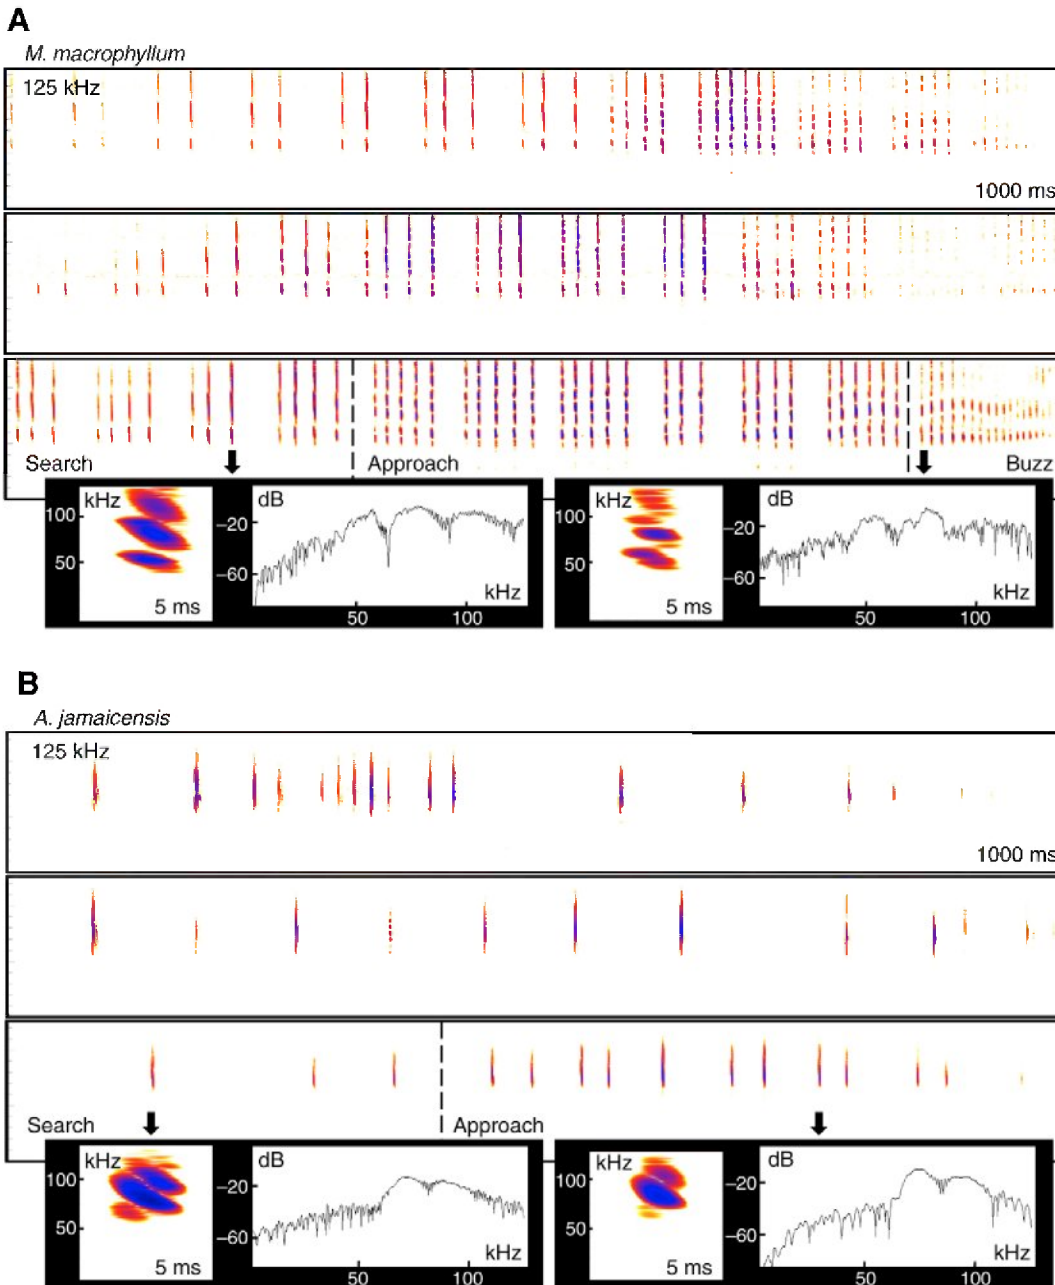 A
M. macrophyllum
125 kHz
1000 ms
Search
Approach
Buzz
kHz
100
50
5 ms
dB
−20
−60
kHz
50
100
kHz
100
50
5 ms
dB
−20
−60
kHz
50
100
B
A. jamaicensis
125 kHz
1000 ms
Search
Approach
kHz
100
50
5 ms
dB
−20
−60
kHz
50
100
kHz
100
50
5 ms
dB
−20
−60
kHz
50
100